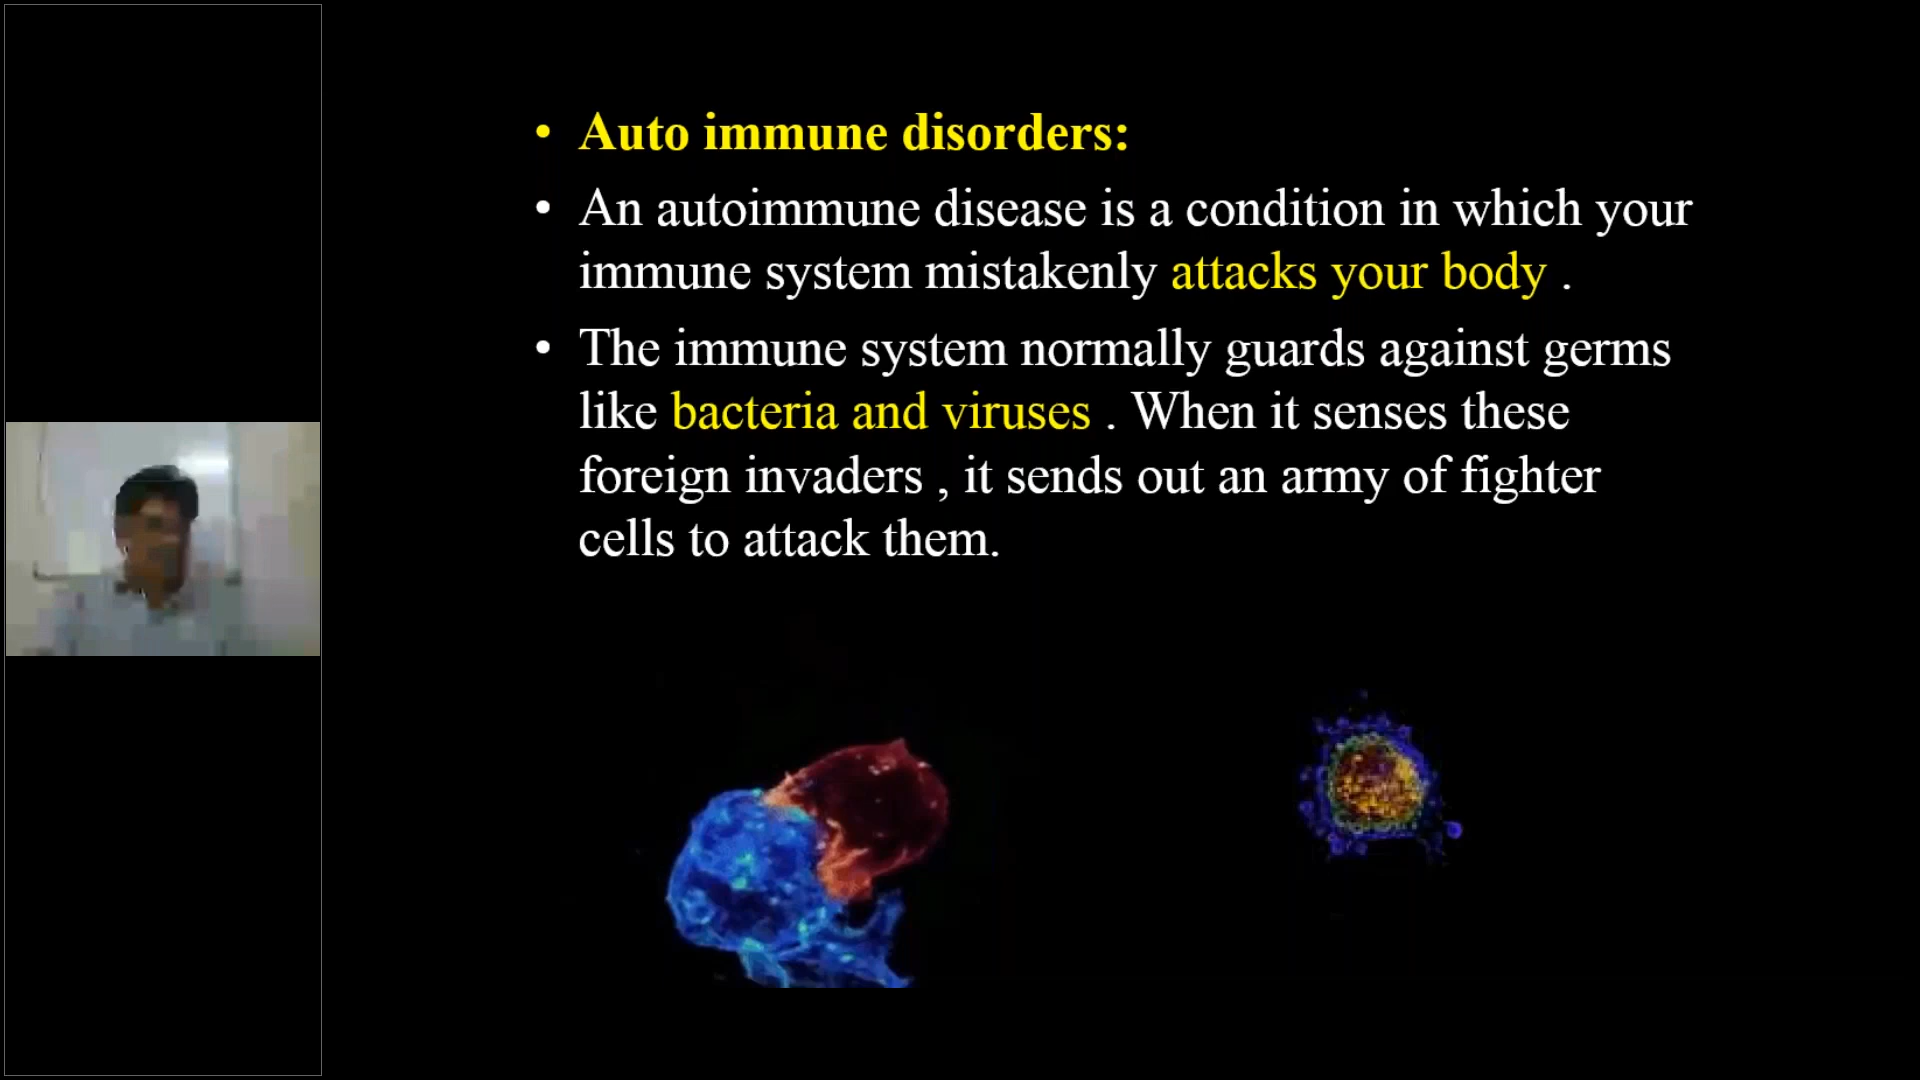 • Auto immune disorders:
• An autoimmune disease is a condition in which your
immune system mistakenly attacks your body .
• The immune system normally guards against germs
like bacteria and viruses . When it senses these
foreign invaders , it sends out an army of fighter
cells to attack them.